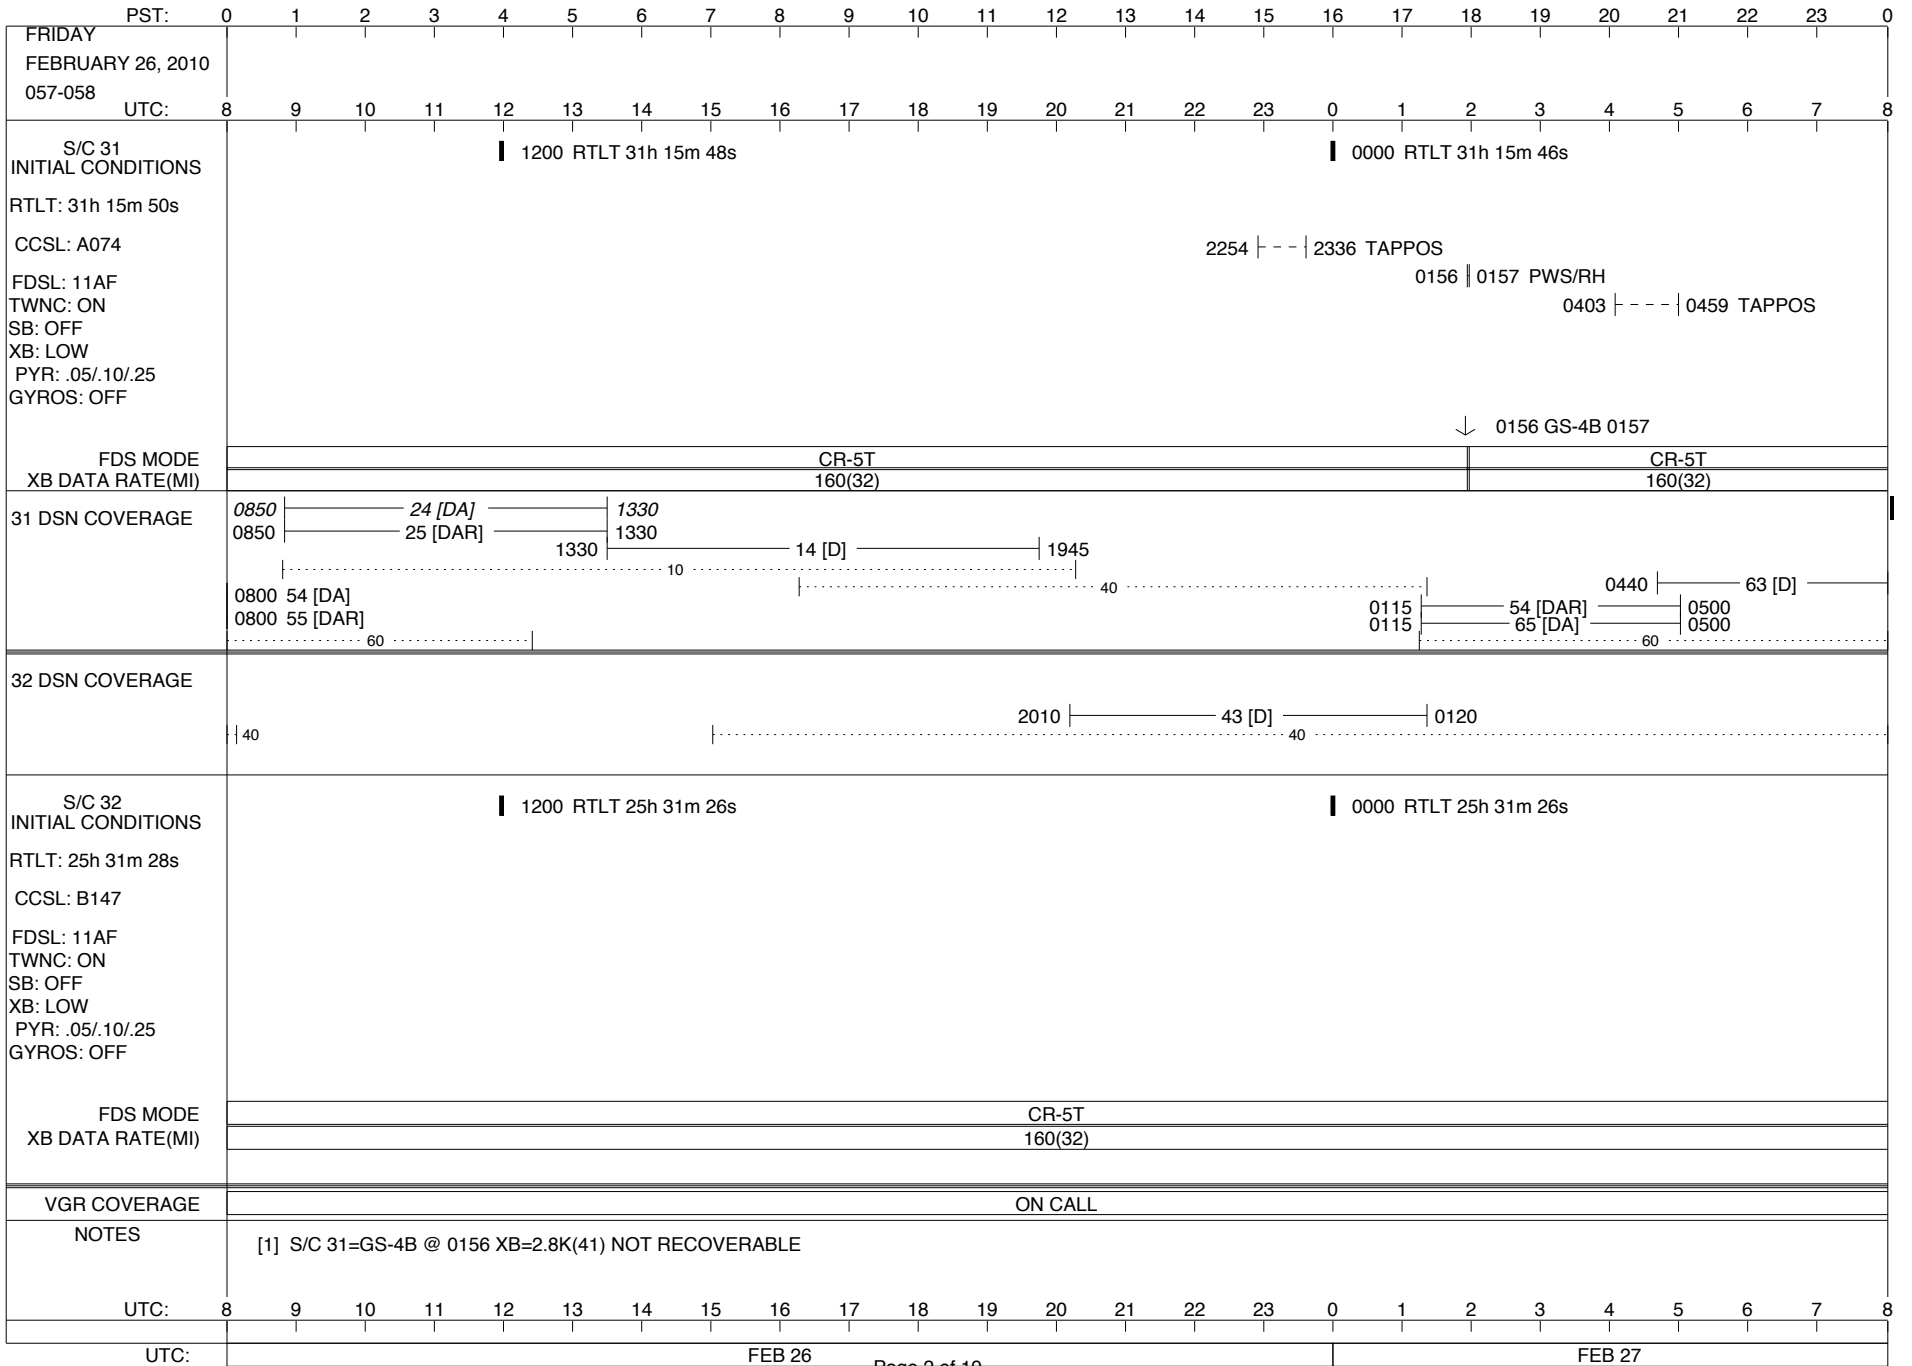 PST: 0 1 2 3 4 5 6 7 8 9 10 11 12 13 14 15 16 17 18 19 20 21 22 23 0
FRIDAY
FEBRUARY 26, 2010
057-058
UTC: 8 9 10 11 12 13 14 15 16 17 18 19 20 21 22 23 0 1 2 3 4 5 6 7 8
S/C 31
INITIAL CONDITIONS
1200 RTLT 31h 15m 48s
0000 RTLT 31h 15m 46s
RTLT: 31h 15m 50s
CCSL: A074
2254 2336 TAPPOS
FDSL: 11AF
0156 0157 PWS/RH
TWNC: ON
0403 0459 TAPPOS
SB: OFF
XB: LOW
PYR: .05/.10/.25
GYROS: OFF
0156 GS-4B 0157
FDS MODE CR-5T CR-5T
XB DATA RATE(MI) 160(32) 160(32)
31 DSN COVERAGE
0850 24 [DA] 1330
0850 25 [DAR] 1330
1330 14 [D] 1945
10
40
0440 63 [D]
0800 54 [DA]
0115 54 [DAR] 0500
0800 55 [DAR]
0115 65 [DA] 0500
60 60
32 DSN COVERAGE
2010 43 [D] 0120
40 40
S/C 32
INITIAL CONDITIONS
1200 RTLT 25h 31m 26s
0000 RTLT 25h 31m 26s
RTLT: 25h 31m 28s
CCSL: B147
FDSL: 11AF
TWNC: ON
SB: OFF
XB: LOW
PYR: .05/.10/.25
GYROS: OFF
FDS MODE CR-5T
XB DATA RATE(MI) 160(32)
VGR COVERAGE ON CALL
NOTES
[1] S/C 31=GS-4B @ 0156 XB=2.8K(41) NOT RECOVERABLE
UTC: 8 9 10 11 12 13 14 15 16 17 18 19 20 21 22 23 0 1 2 3 4 5 6 7 8
UTC: FEB 26 FEB 27
Page 2 of 19